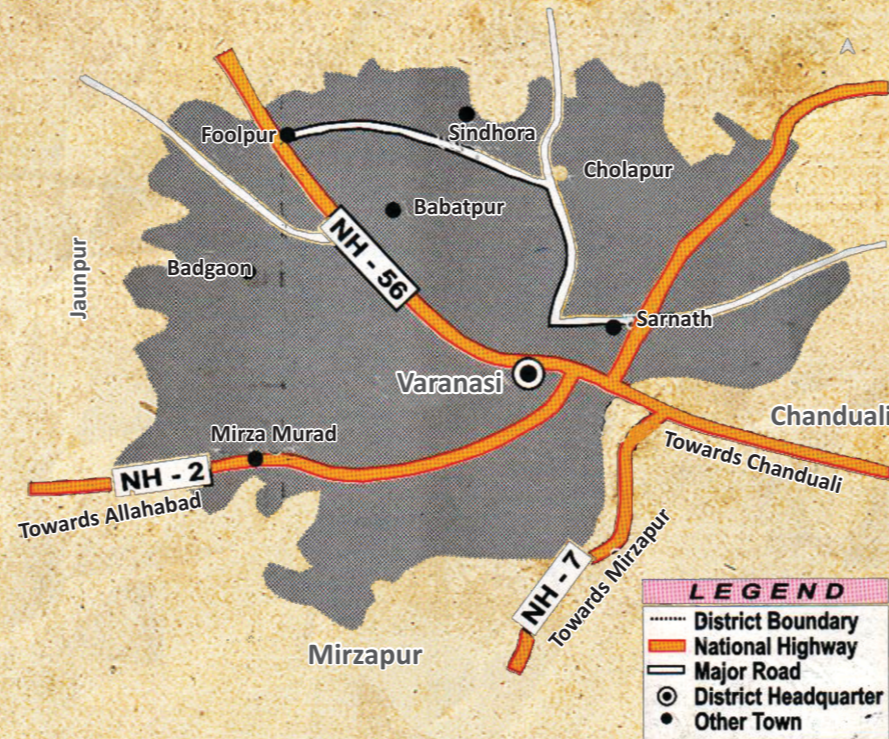 Foolpur
Sindhora
Cholapur
Babatpur
NH - 56
Jaunpur
Badgaon
Sarnath
Varanasi
Chanduali
Mirza Murad
Towards Chanduali
NH - 2
Towards Allahabad
NH - 7
Towards Mirzapur
Mirzapur
LEGEND
District Boundary
National Highway
Major Road
District Headquarter
Other Town